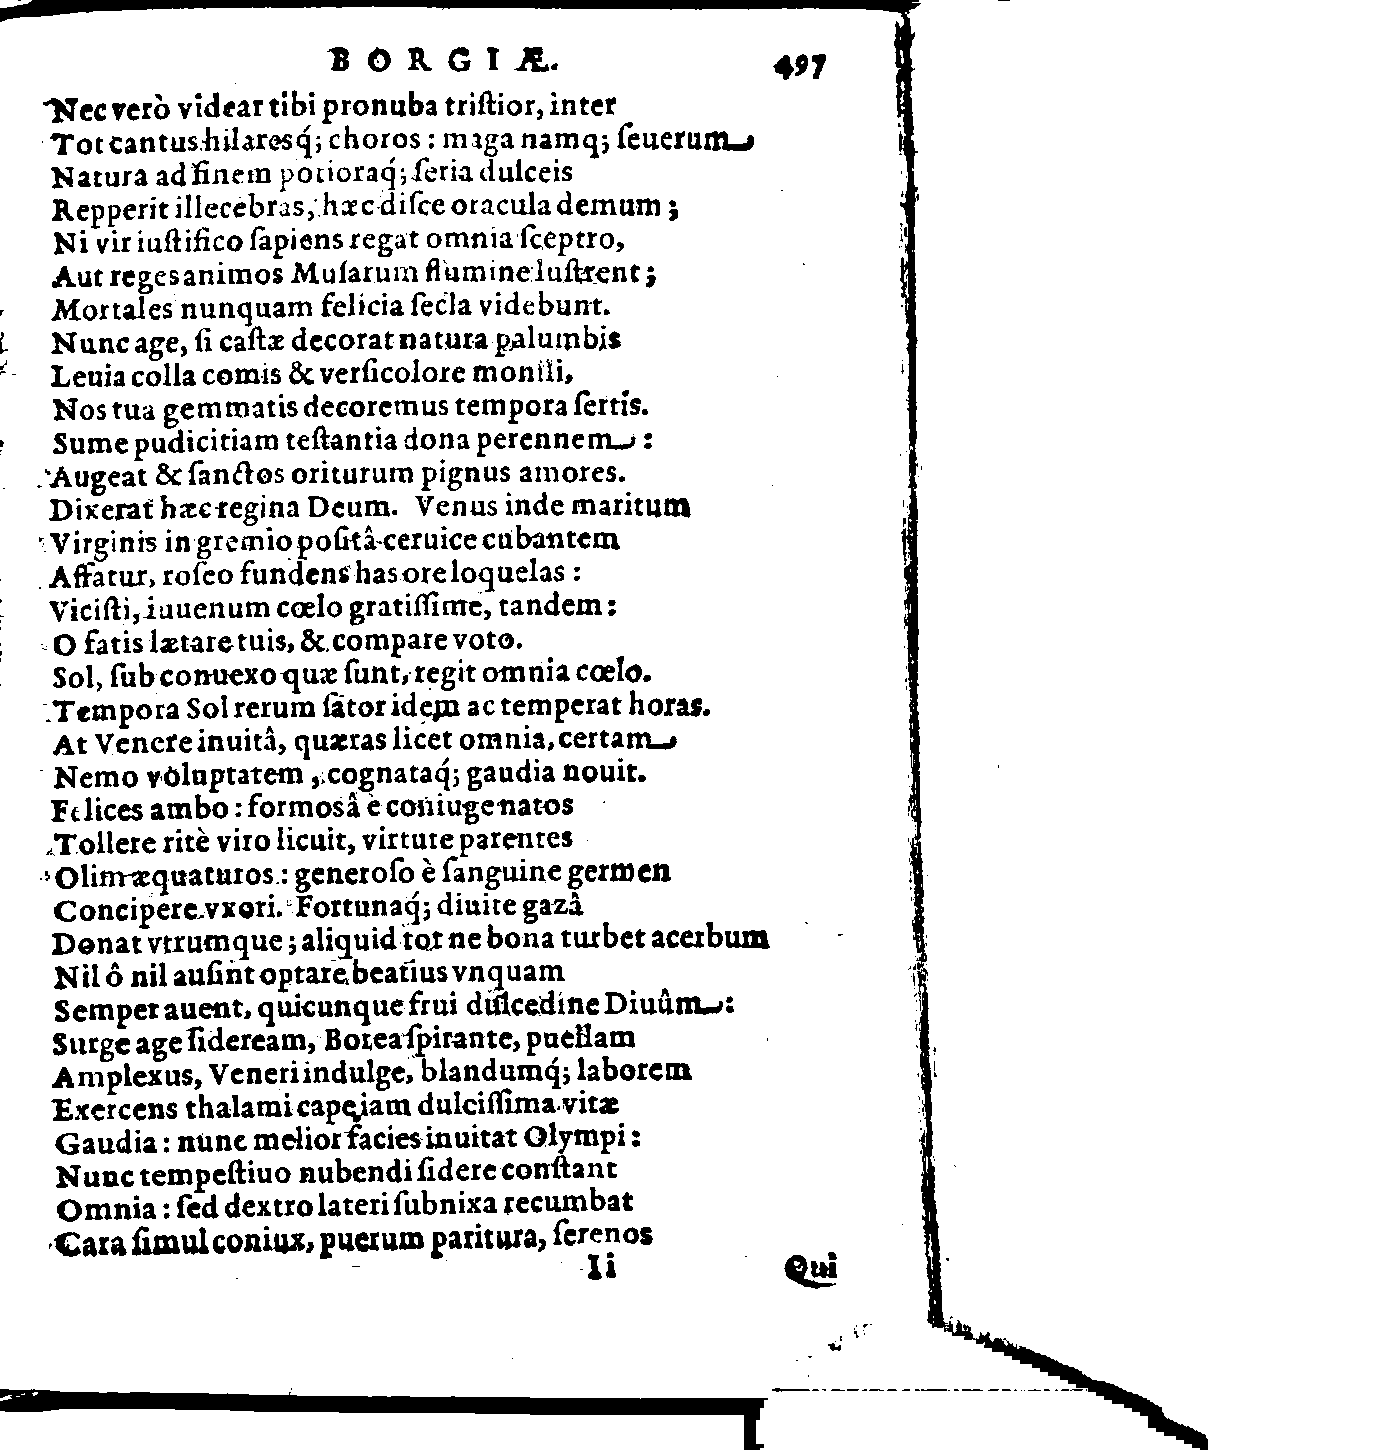 BORGIÆ. 497
Nec verò videar tibi pronuba triſtior, inter
Tot cantus hilaresq́; choros : maga namq; ſeuerum
Natura ad finem potioraq́; ſeria dulceis
Repperit illecebras, hæc diſce oracula demum ;
Ni vir iuſtifico ſapiens regat omnia ſceptro,
Aut reges animos Muſarum flumine luſtrent ;
Mortales nunquam felicia ſecla videbunt.
Nunc age, ſi caſtæ decorat natura palumbis
Leuia colla comis & verſicolore monili,
Nos tua gemmatis decoremus tempora ſertis.
Sume pudicitiam teſtantia dona perennem :
Augeat & ſanctos oriturum pignus amores.
Dixerat hæc regina Deum. Venus inde maritum
Virginis in gremio poſitâ ceruice cubantem
Affatur, roſeo fundens has ore loquelas :
Viciſti, iuuenum cœlo gratiſſime, tandem :
O fatis lætare tuis, & compare voto.
Sol, ſub conuexo quæ ſunt, regit omnia cœlo.
Tempora Sol rerum ſator idem ac temperat horas.
At Venere inuitâ, quæras licet omnia, certam
Nemo voluptatem , cognataq́; gaudia nouit.
Felices ambo : formosâ è coniuge natos
Tollere ritè viro licuit, virtute parentes
Olim æquaturos : generoſo è ſanguine germen
Concipere vxori. Fortunaq́; diuite gazâ
Donat vtrumque ; aliquid tot ne bona turbet acerbum
Nil ô nil auſint optare beatius vnquam
Semper auent, quicunque frui dulcedine Diuûm :
Surge age ſideream, Borea ſpirante, puellam
Amplexus, Veneri indulge, blandumq́; laborem
Exercens thalami cape iam dulciſſima vitæ
Gaudia : nunc melior facies inuitat Olympi :
Nunc tempeſtiuo nubendi ſidere conſtant
Omnia : ſed dextro lateri ſubnixa recumbat
Cara ſimul coniux, puerum paritura, ſerenos
Ii Qui